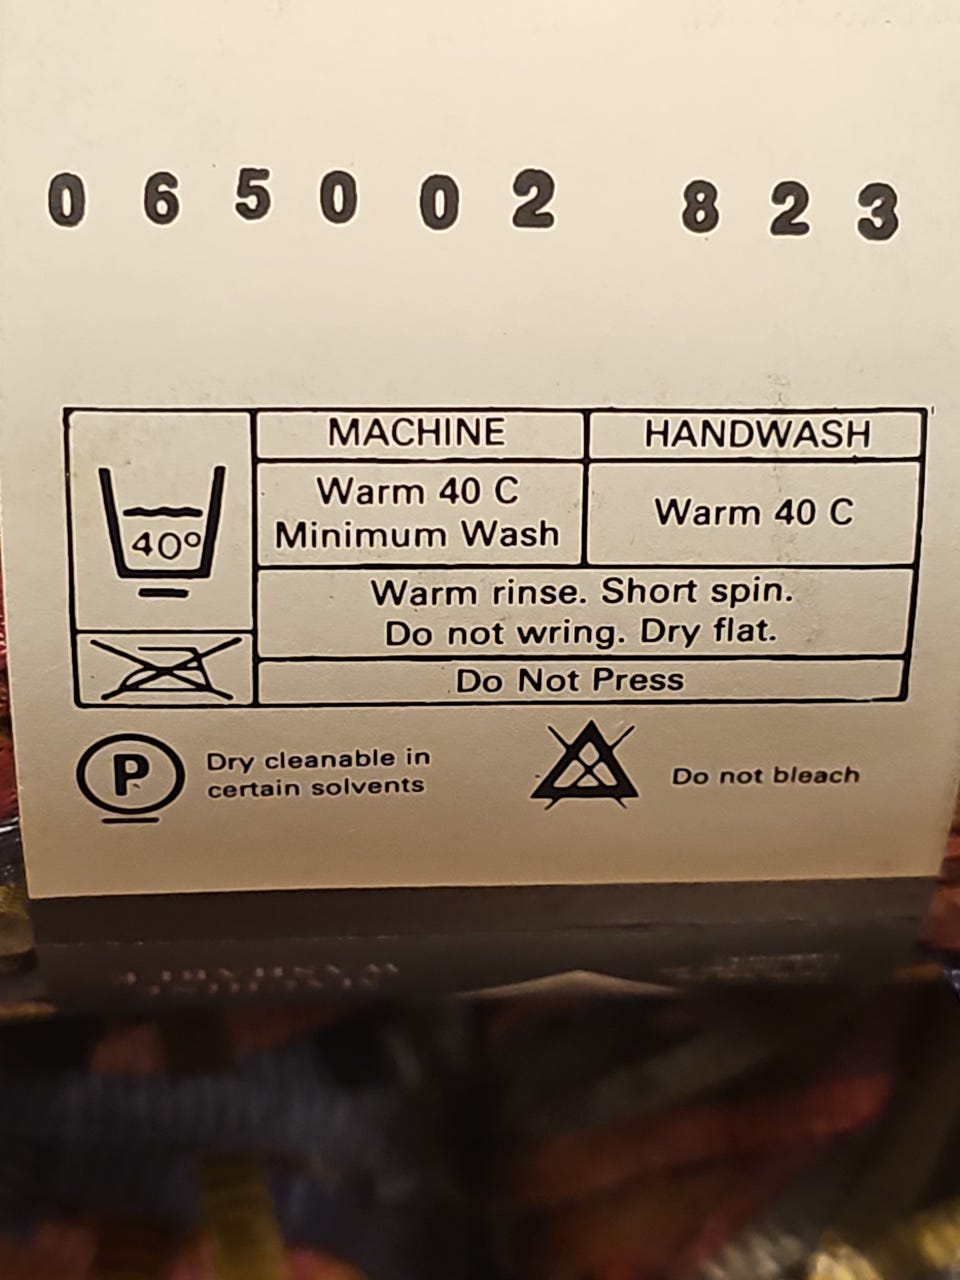 0 6 5 0 0 2 8 2 3
MACHINE HANDWASH
40°
Warm 40 C
Minimum Wash
Warm 40 C
Warm rinse. Short spin.
Do not wring. Dry flat.
Do Not Press
P
Dry cleanable in
certain solvents
Do not bleach